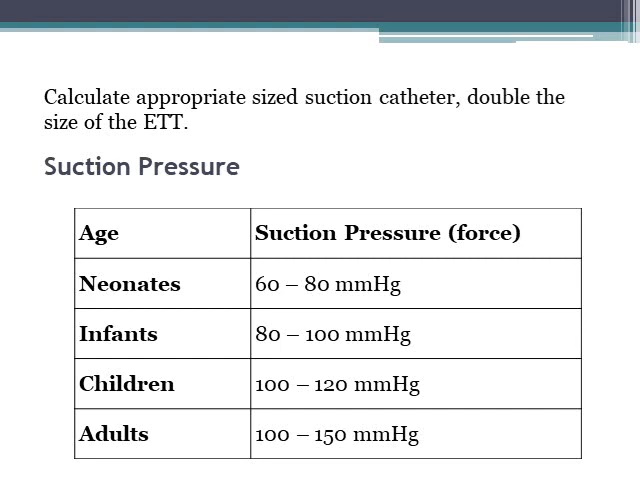 Calculate appropriate sized suction catheter, double the
size of the ETT.
Suction Pressure
Age Suction Pressure (force)
Neonates 60 – 80 mmHg
Infants 80 – 100 mmHg
Children 100 – 120 mmHg
Adults 100 – 150 mmHg